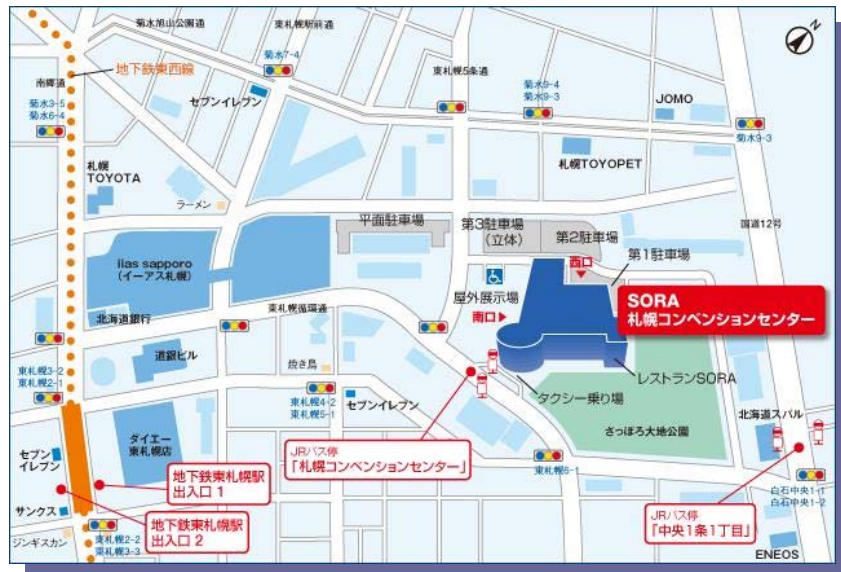 菊水旭山公園通
東札幌駅前通
N
菊水7-4
地下鉄東西線
東札幌5条通
南郷通
菊水3-5
菊水6-4
セブンイレブン
菊水9-4
菊水9-3
JOMO
菊水9-3
札幌
TOYOTA
札幌TOYOPET
ラーメン
平面駐車場
第3駐車場
(立体)
第2駐車場
国道12号
第1駐車場
西口
iias sapporo
(イーアス札幌)
屋外展示場
南口
SORA
札幌コンベンションセンター
北海道銀行
東札幌循環通
道銀ビル
焼き鳥
東札幌3-2
東札幌2-1
東札幌4-2
東札幌5-1
セブンイレブン
レストランSORA
タクシー乗り場
さっぽろ大地公園
北海道スバル
ダイエー
東札幌店
JRバス停
「札幌コンベンションセンター」
セブン
イレブン
地下鉄東札幌駅
出入口 1
東札幌6-1
白石中央1-1
白石中央1-2
サンクス
地下鉄東札幌駅
出入口 2
JRバス停
「中央1条1丁目」
ジンギスカン
東札幌2-2
東札幌3-3
ENEOS